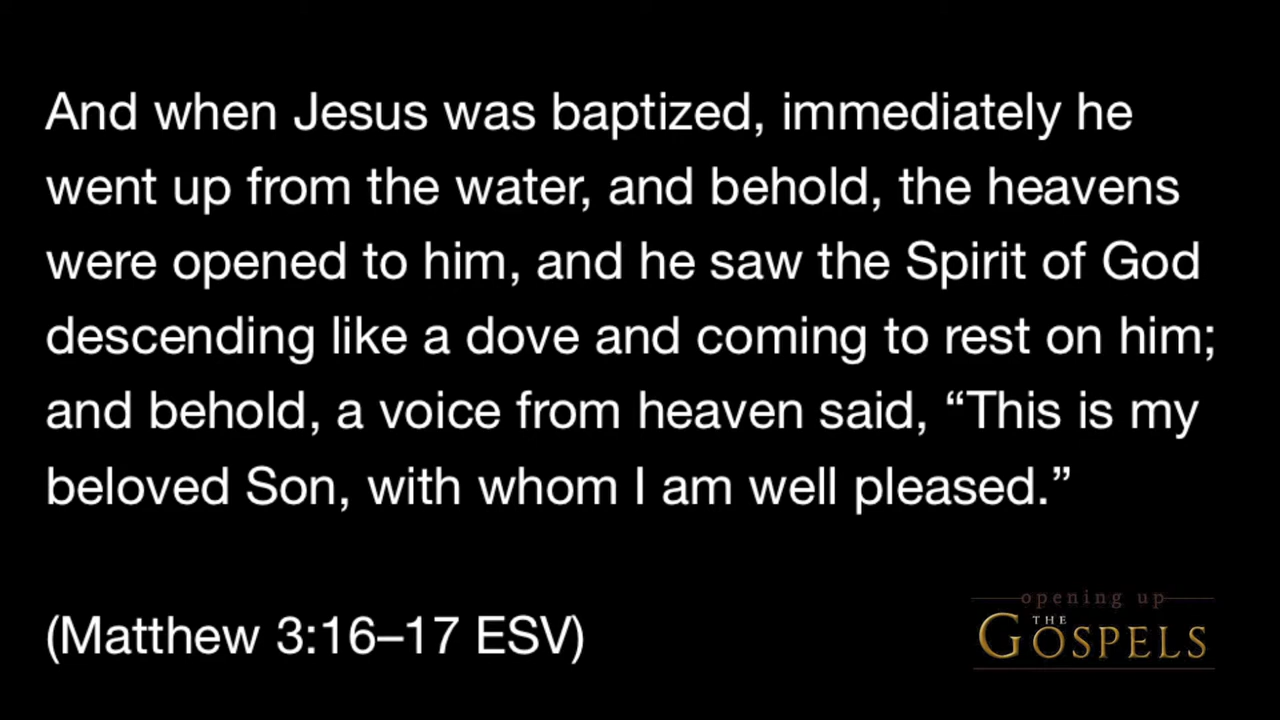 And when Jesus was baptized, immediately he
went up from the water, and behold, the heavens
were opened to him, and he saw the Spirit of God
descending like a dove and coming to rest on him;
and behold, a voice from heaven said, “This is my
beloved Son, with whom I am well pleased.”
(Matthew 3:16–17 ESV)
opening up
THE
GOSPELS